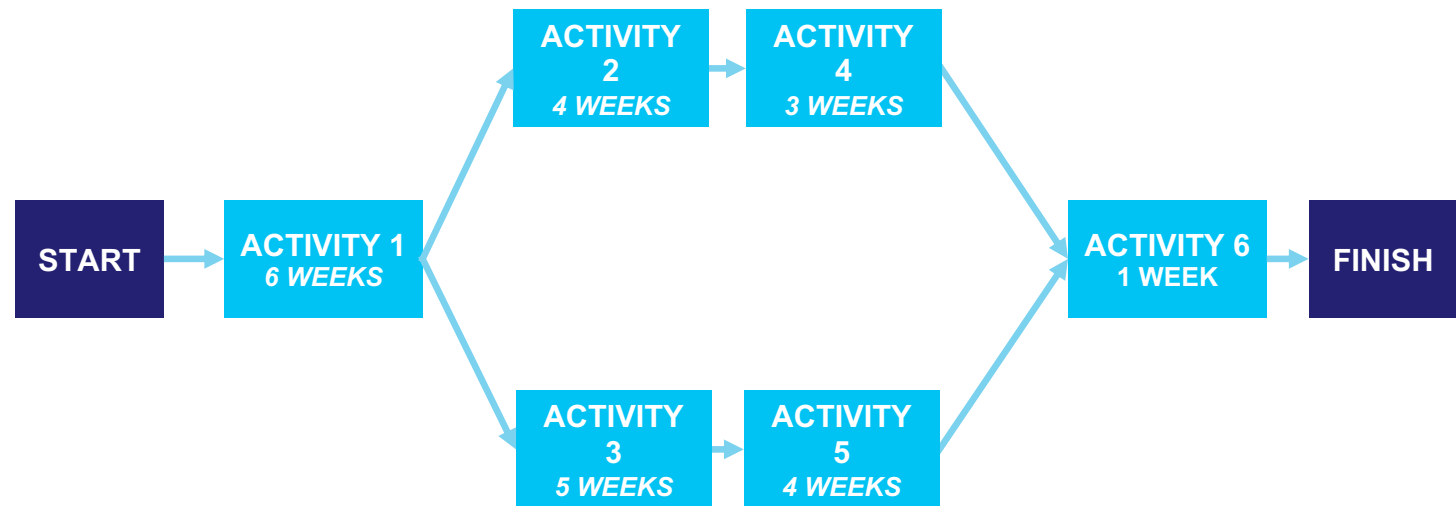 START
ACTIVITY 1
6 WEEKS
ACTIVITY
2
4 WEEKS
ACTIVITY
4
3 WEEKS
ACTIVITY
3
5 WEEKS
ACTIVITY
5
4 WEEKS
ACTIVITY 6
1 WEEK
FINISH